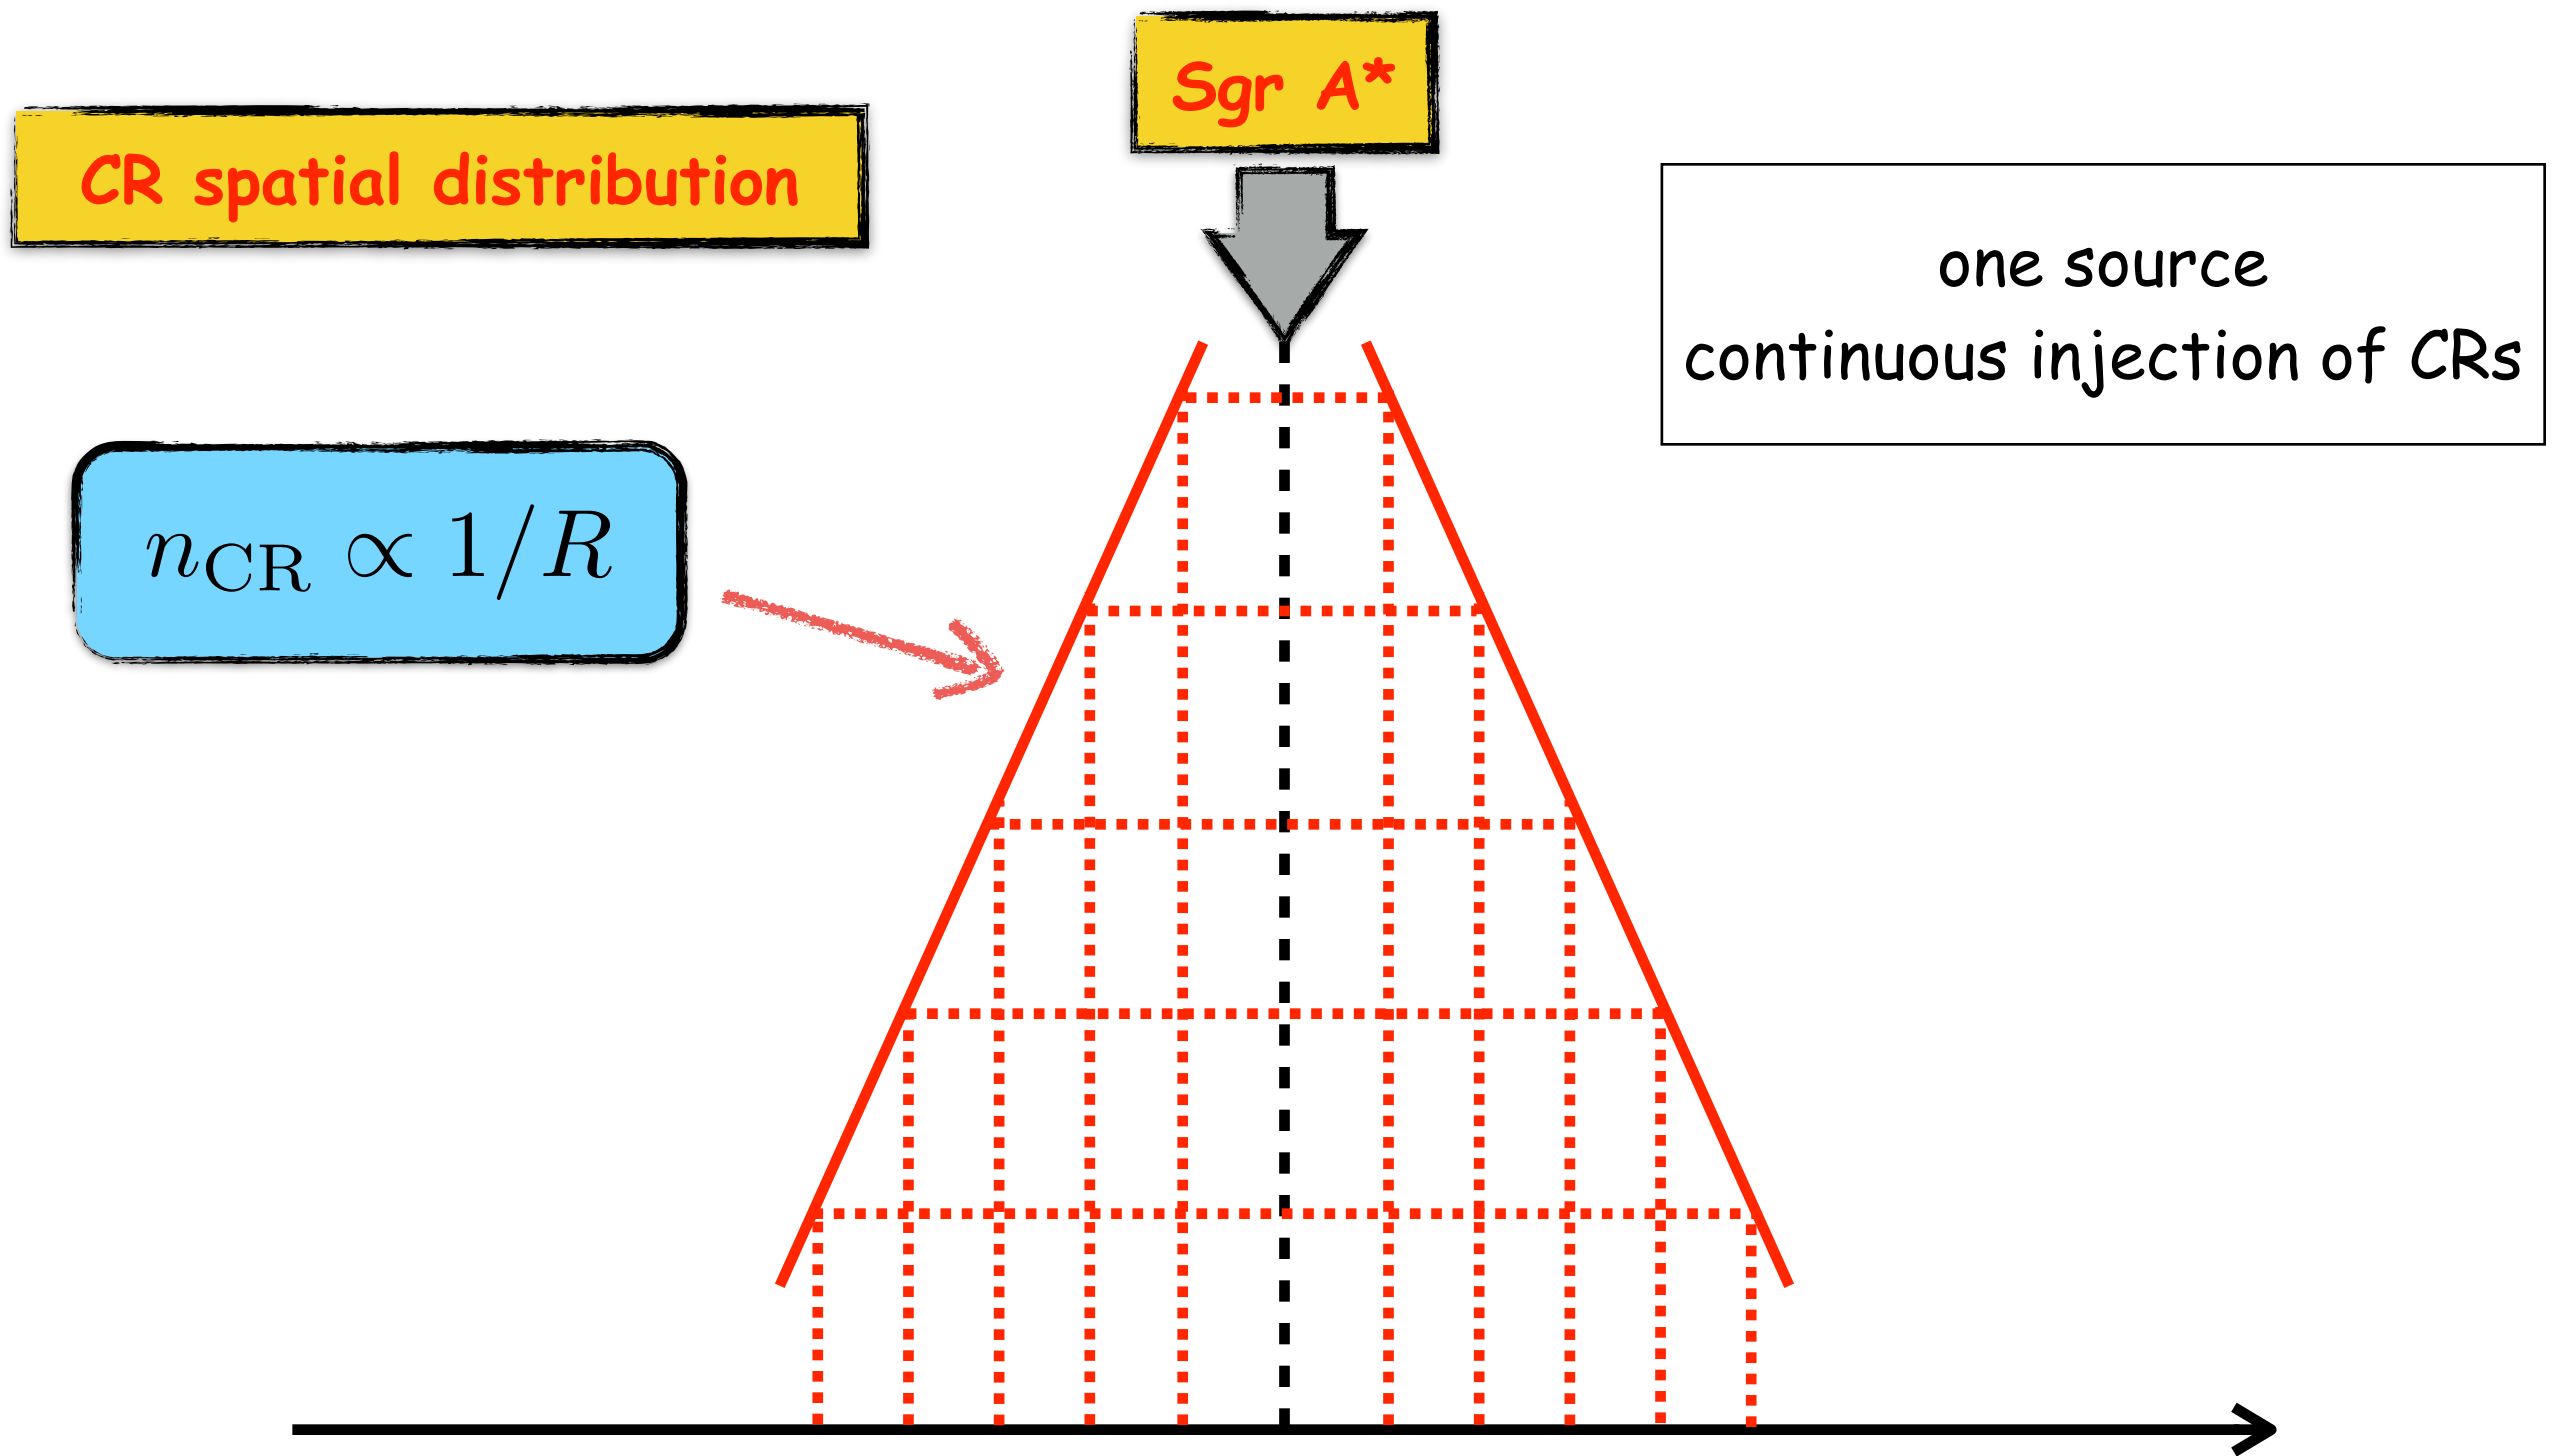 Sgr A*
CR spatial distribution
one source
continuous injection of CRs
n_CR ∝ 1/R